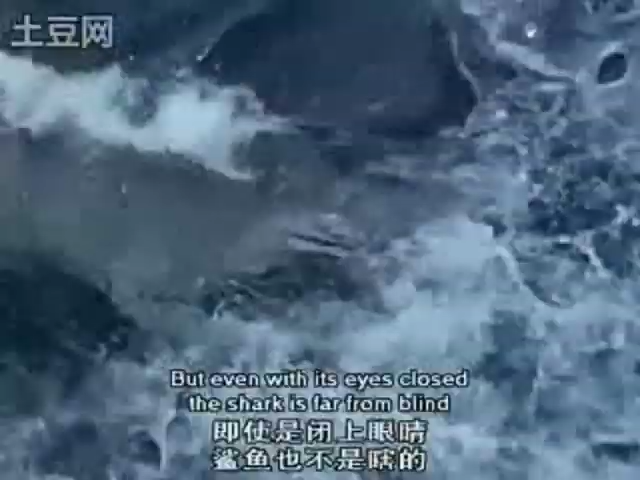 土豆网
But even with its eyes closed
the shark is far from blind
即使是闭上眼睛
鲨鱼也不是瞎的